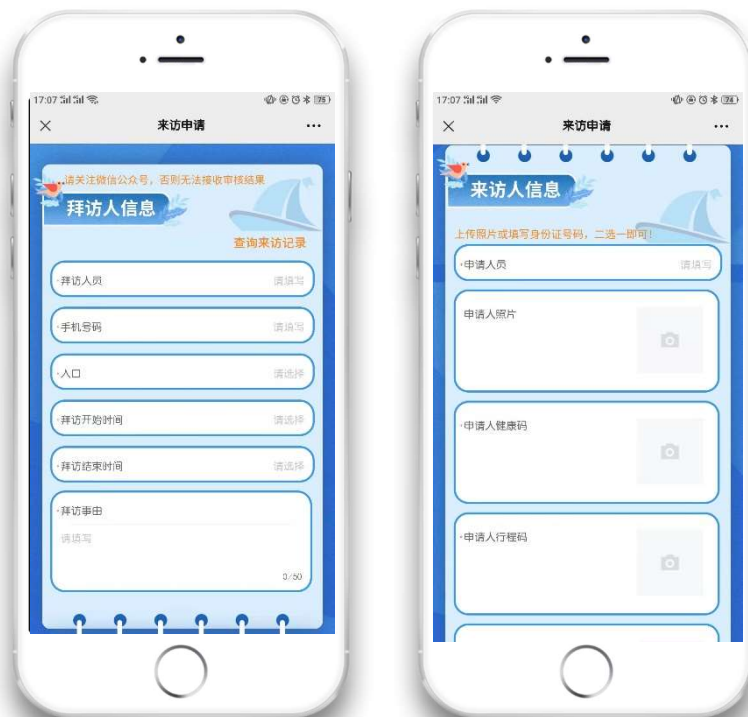 17:07
75
来访申请
请关注微信公众号，否则无法接收审核结果
拜访人信息
查询来访记录
拜访人员
请填写
手机号码
请填写
入口
请选择
拜访开始时间
请选择
拜访结束时间
请选择
拜访事由
请填写
0/50
17:07
74
来访申请
来访人信息
上传照片或填写身份证号码，二选一即可！
申请人员
请填写
申请人照片
申请人健康码
申请人行程码